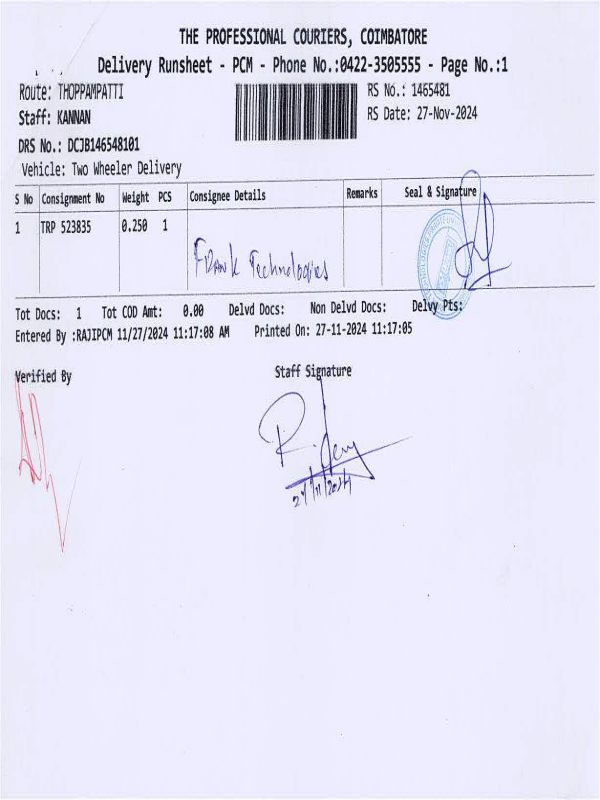 THE PROFESSIONAL COURIERS, COIMBATORE
Delivery Runsheet - PCM - Phone No.:0422-3505555 - Page No.:1
Route: THOPPAMPATTI RS No.: 1465481
Staff: KANNAN RS Date: 27-Nov-2024
DRS No.: DCJB146548101
Vehicle: Two Wheeler Delivery
S No Consignment No Weight PCS Consignee Details Remarks Seal & Signature
1 TRP 523835 0.250 1
Frank Technologies
Tot Docs: 1 Tot COD Amt: 0.00 Delvd Docs: Non Delvd Docs: Delvy Pts:
Entered By :RAJIPCM 11/27/2024 11:17:08 AM Printed On: 27-11-2024 11:17:05
Verified By Staff Signature
27/11/2024